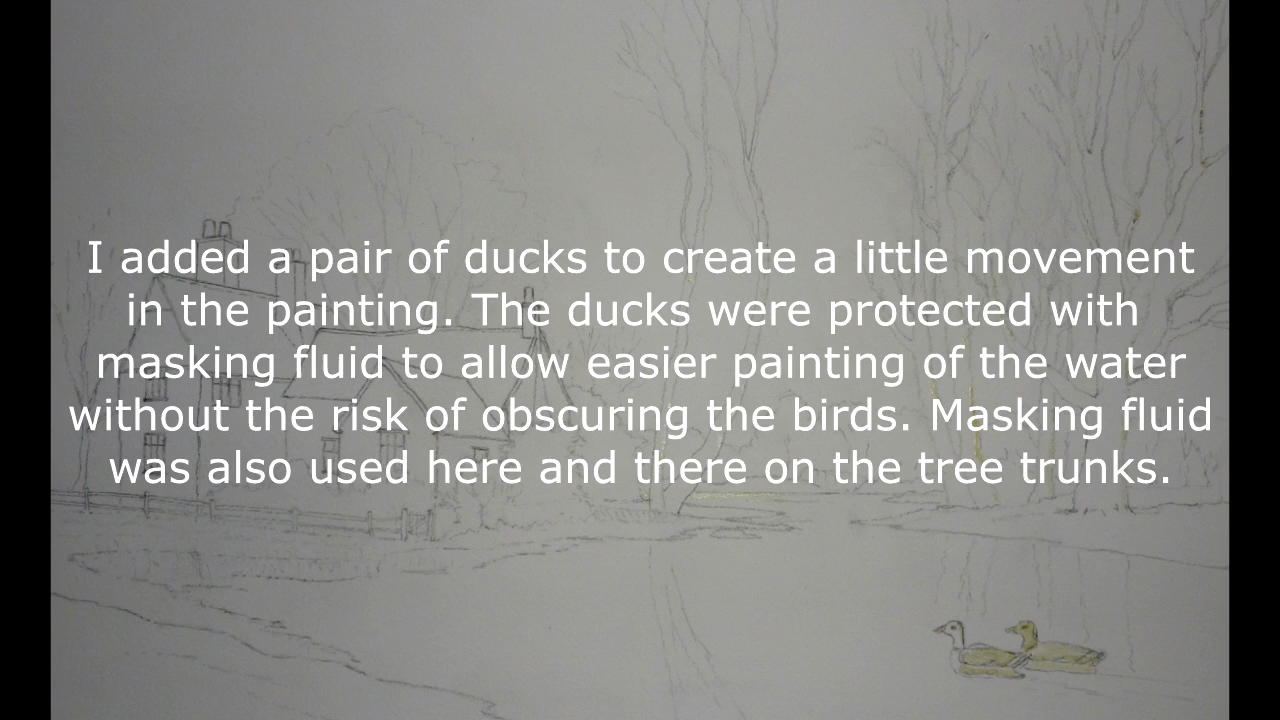 I added a pair of ducks to create a little movement
in the painting. The ducks were protected with
masking fluid to allow easier painting of the water
without the risk of obscuring the birds. Masking fluid
was also used here and there on the tree trunks.